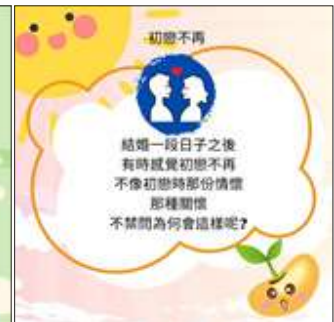 初戀不再
結婚一段日子之後
有時感覺初戀不再
不像初戀時那份情懷
那種關懷
不禁問為何會這樣呢?